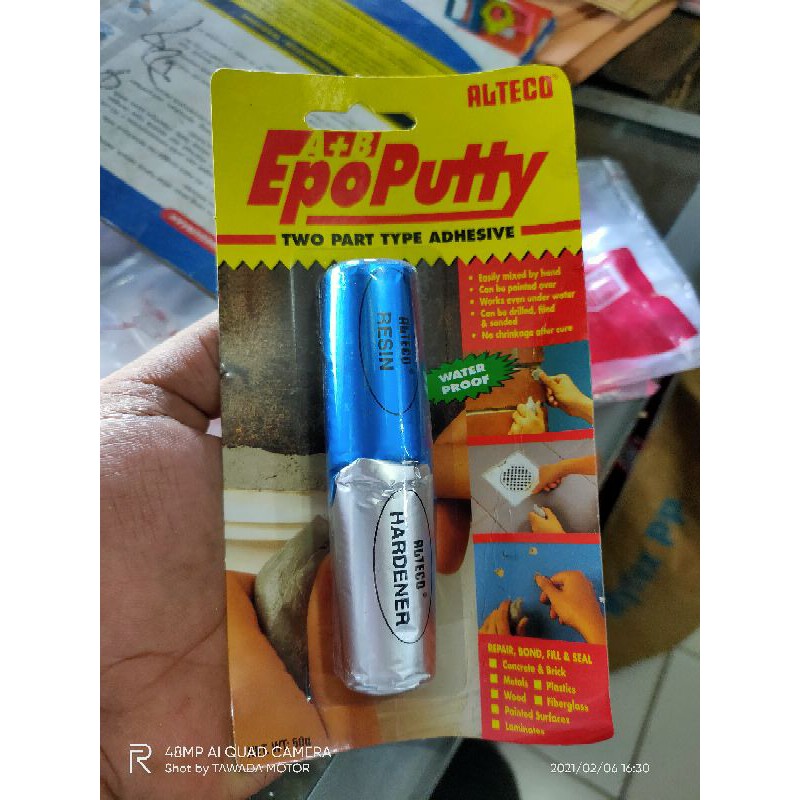 ALTECO
A+B
EpoPutty
TWO PART TYPE ADHESIVE
• Easily mixed by hand
• Can be painted over
• Works even under water
• Can be drilled, filed
& sanded
• No shrinkage after cure
WATER
PROOF
ALTECO
RESIN
ALTECO
HARDENER
REPAIR, BOND, FILL & SEAL
Concrete & Brick
Metals Plastics
Wood Fiberglass
Painted Surfaces
Laminates
NET WT: 50g
48MP AI QUAD CAMERA
Shot by TAWADA MOTOR
2021/02/06 16:30